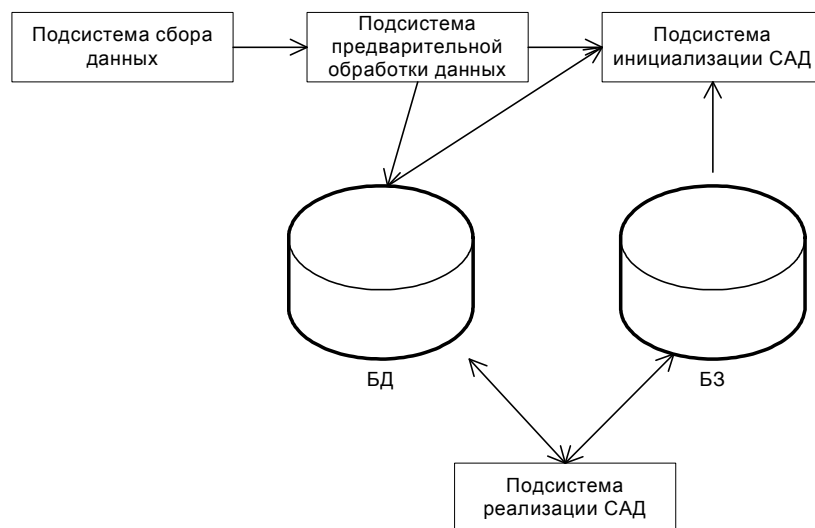 Подсистема сбора
данных
Подсистема
предварительной
обработки данных
Подсистема
инициализации САД
БД
БЗ
Подсистема
реализации САД